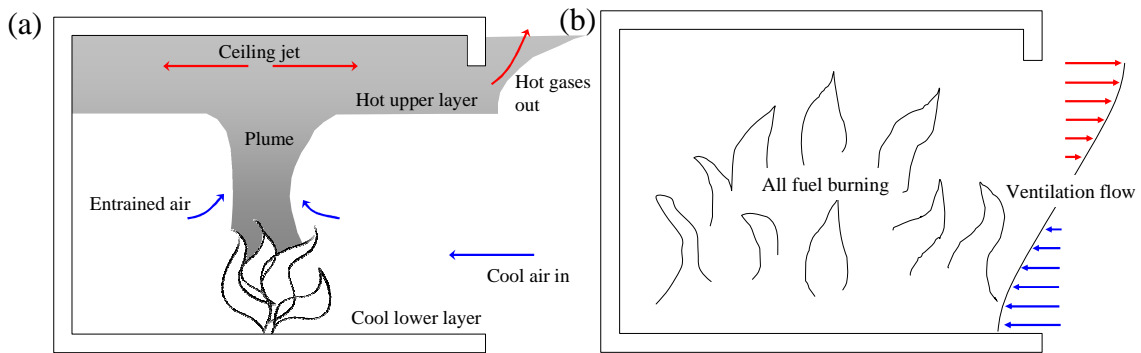 (a)
Ceiling jet
Hot upper layer
Hot gases
out
Plume
Entrained air
Cool air in
Cool lower layer
(b)
All fuel burning
Ventilation flow